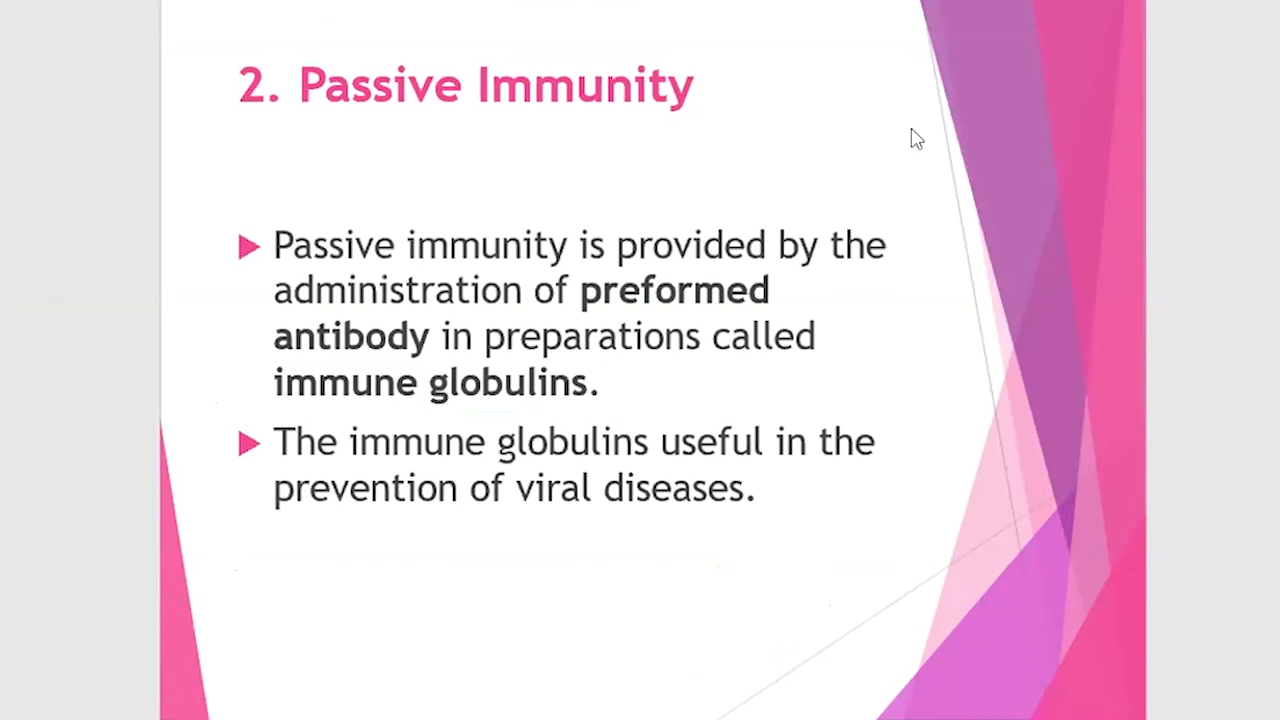 2. Passive Immunity
Passive immunity is provided by the
administration of preformed
antibody in preparations called
immune globulins.
The immune globulins useful in the
prevention of viral diseases.